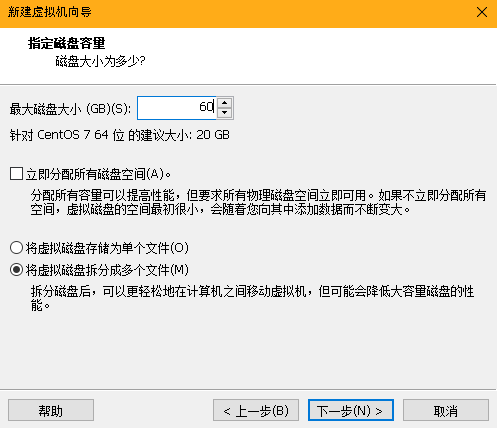 新建虚拟机向导
指定磁盘容量
磁盘大小为多少?
最大磁盘大小 (GB)(S): 60
针对 CentOS 7 64 位 的建议大小: 20 GB
立即分配所有磁盘空间(A)。
分配所有容量可以提高性能，但要求所有物理磁盘空间立即可用。如果不立即分配所有
空间，虚拟磁盘的空间最初很小，会随着您向其中添加数据而不断变大。
将虚拟磁盘存储为单个文件(O)
将虚拟磁盘拆分成多个文件(M)
拆分磁盘后，可以更轻松地在计算机之间移动虚拟机，但可能会降低大容量磁盘的性
能。
帮助 < 上一步(B) 下一步(N) > 取消